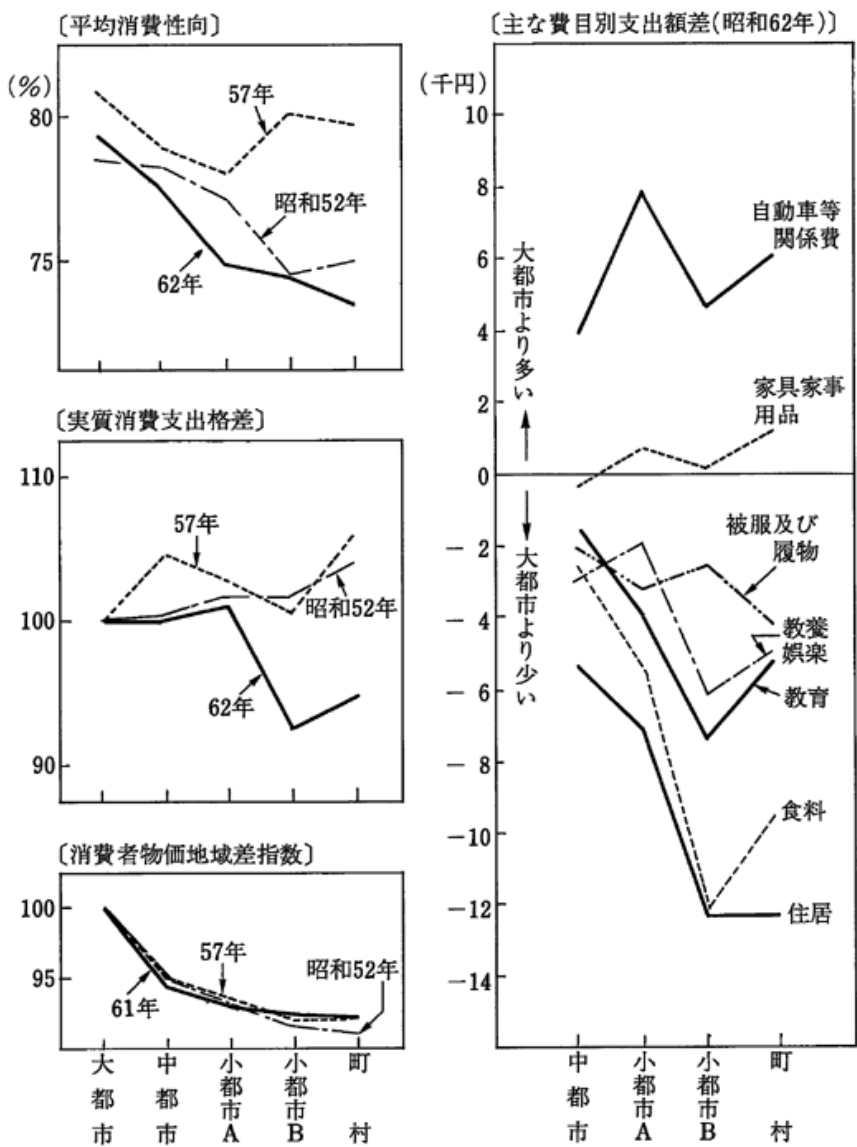 〔平均消費性向〕
(%)
80
75
57年
昭和52年
62年
〔実質消費支出格差〕
110
100
90
57年
昭和52年
62年
〔消費者物価地域差指数〕
100
95
57年
昭和52年
61年
大都市
中都市
小都市A
小都市B
町村
〔主な費目別支出額差(昭和62年)〕
(千円)
10
8
6
4
2
0
－2
－4
－6
－8
－10
－12
－14
大都市より多い
大都市より少い
自動車等
関係費
家具家事
用品
被服及び
履物
教養
娯楽
教育
食料
住居
中都市
小都市A
小都市B
町村